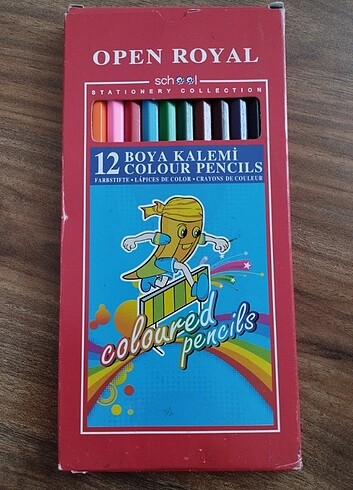 OPEN ROYAL
school
STATIONERY COLLECTION
12 BOYA KALEMİ
COLOUR PENCILS
FARBSTIFTE • LÁPICES DE COLOR • CRAYONS DE COULEUR
coloured
pencils